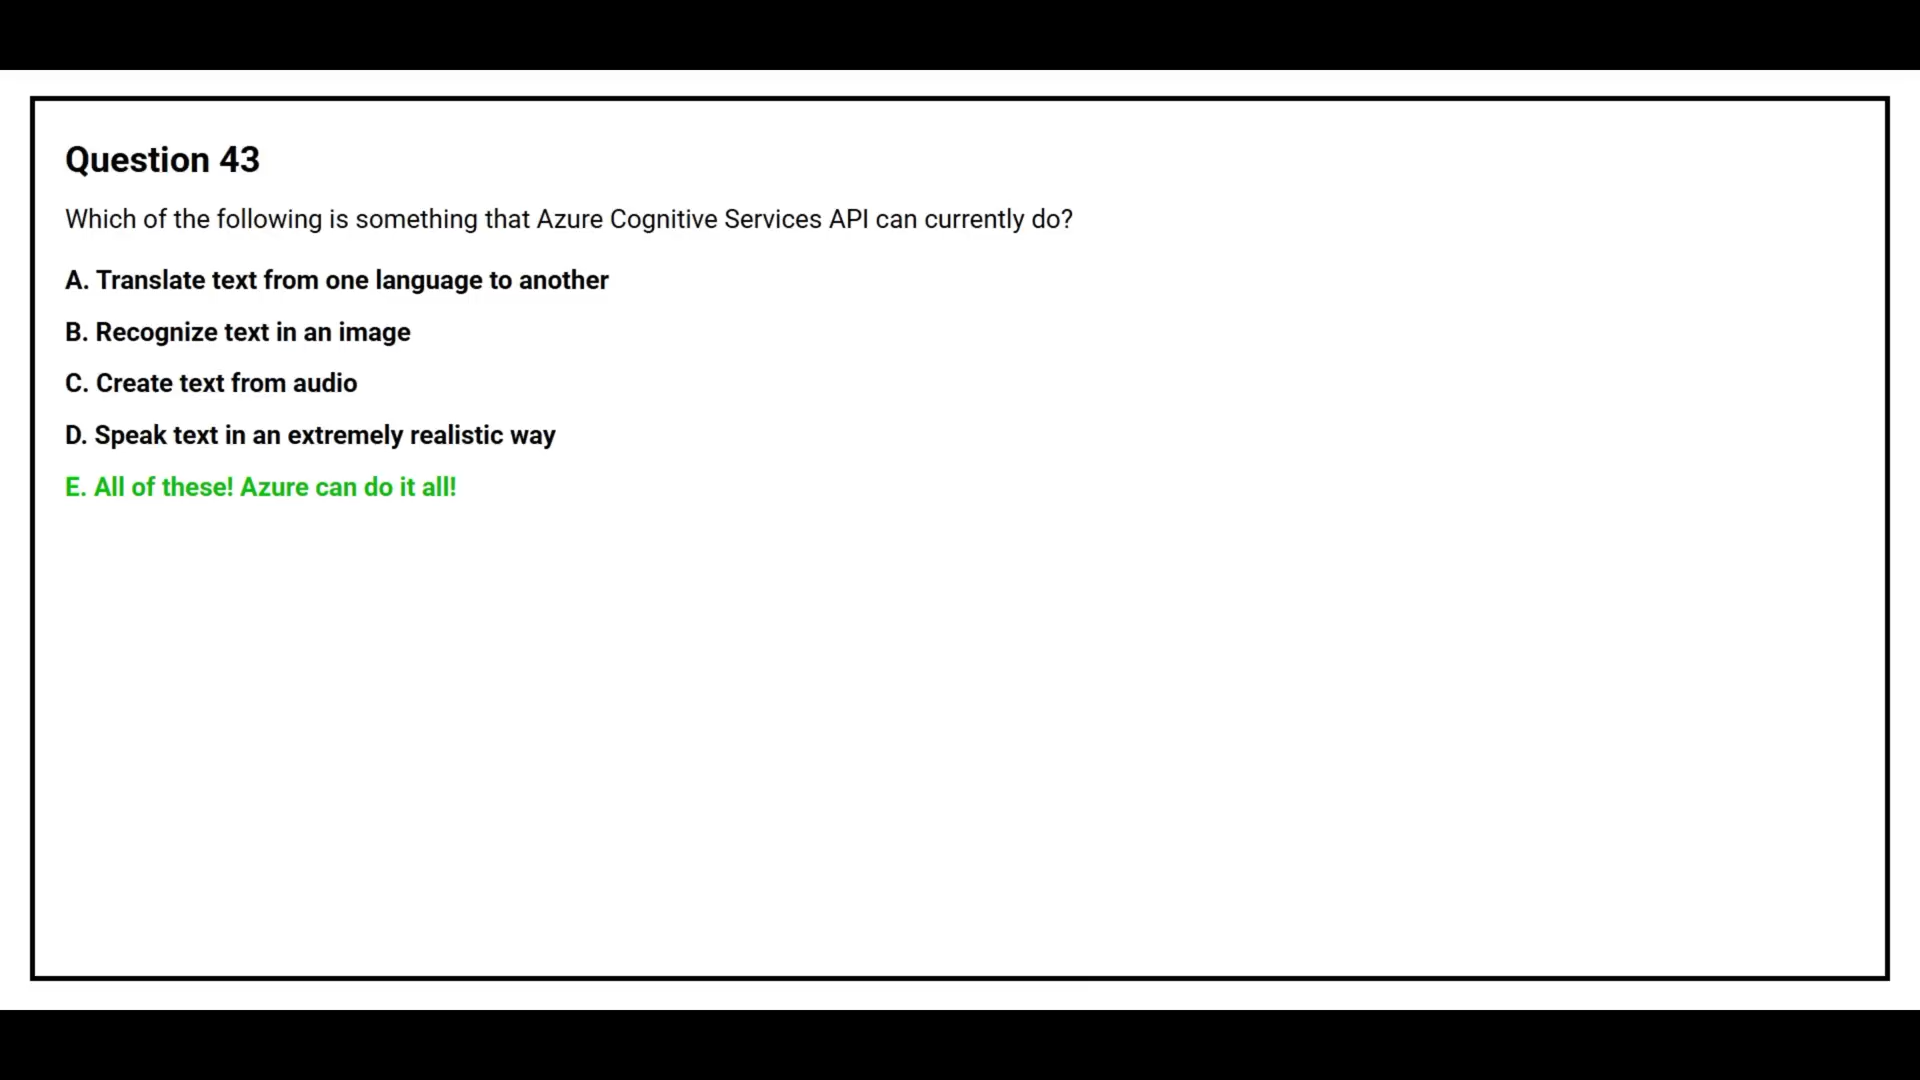 Question 43
Which of the following is something that Azure Cognitive Services API can currently do?
A. Translate text from one language to another
B. Recognize text in an image
C. Create text from audio
D. Speak text in an extremely realistic way
E. All of these! Azure can do it all!